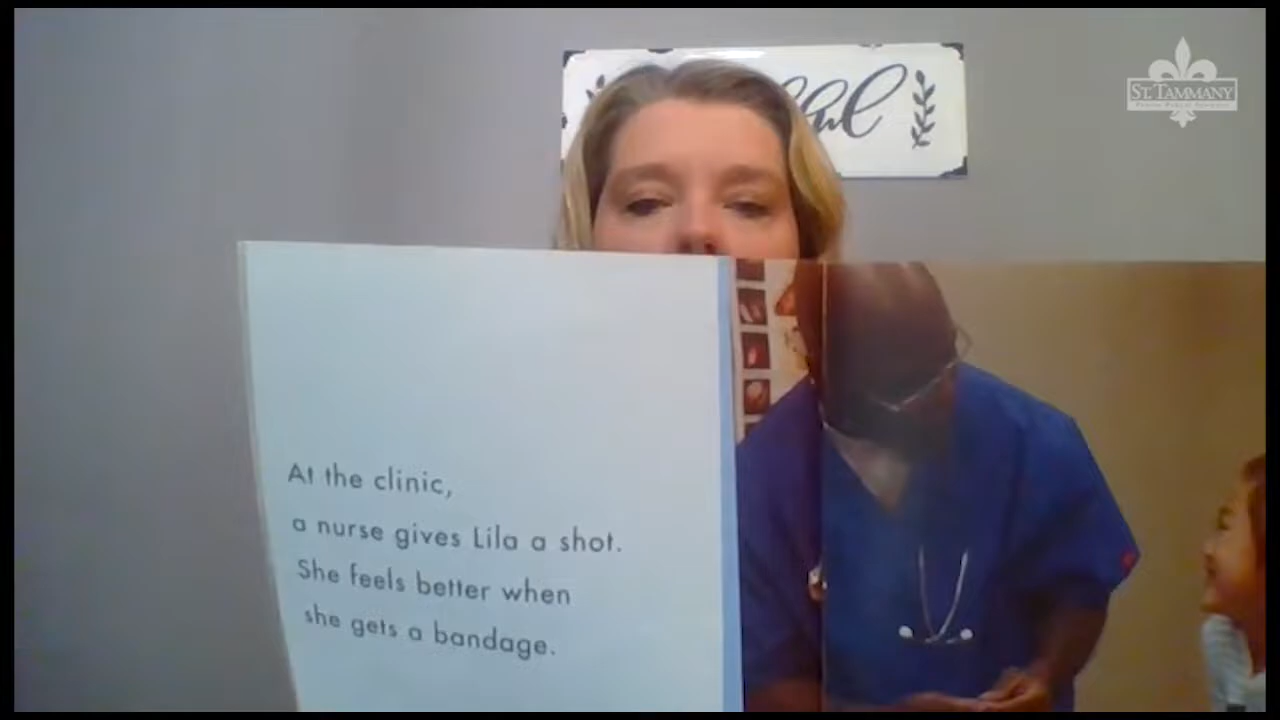 ST. TAMMANY
At the clinic,
a nurse gives Lila a shot.
She feels better when
she gets a bandage.